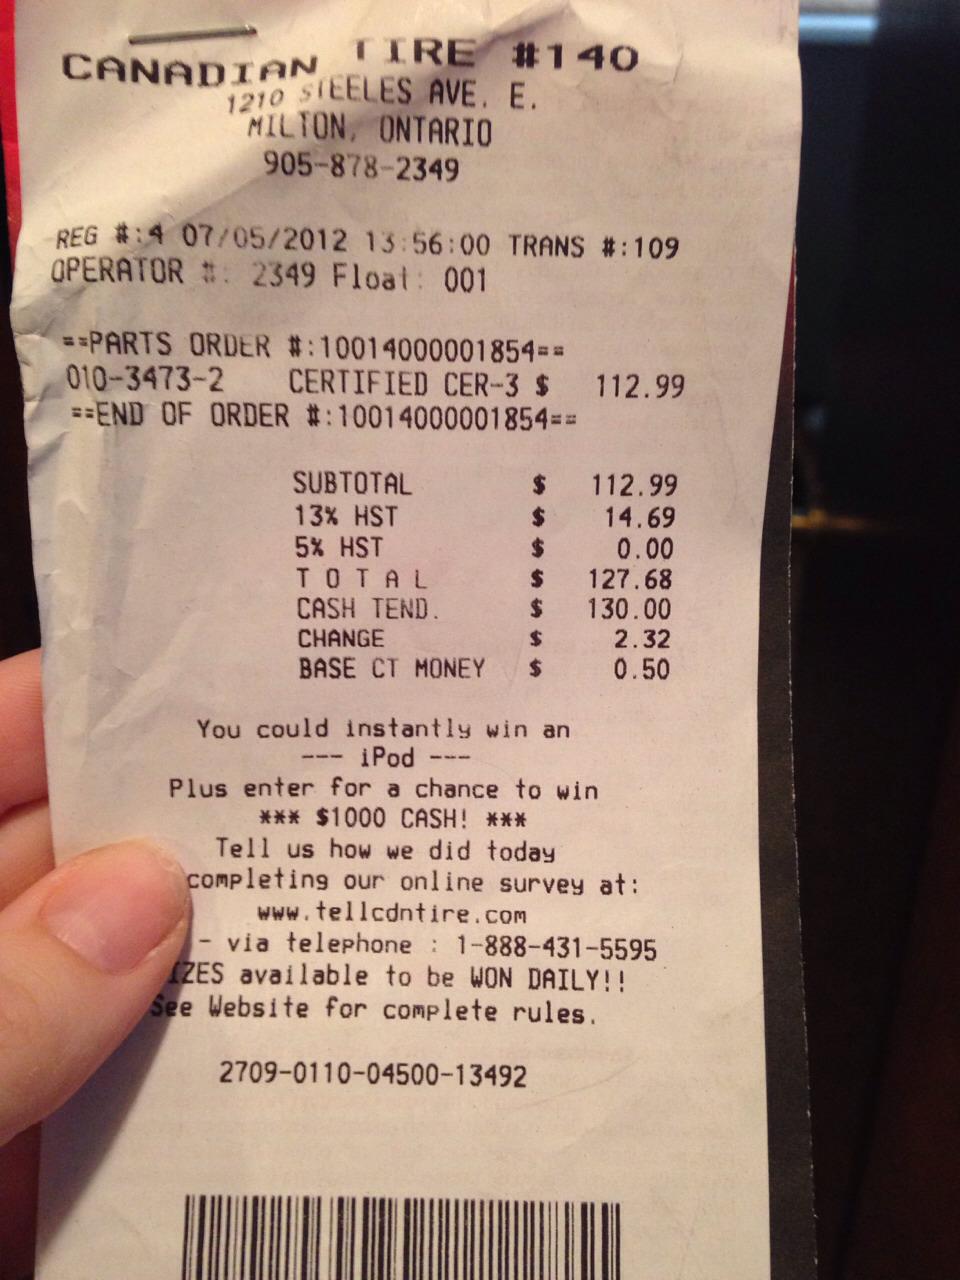 CANADIAN TIRE #140
1210 STEELES AVE. E.
MILTON, ONTARIO
905-878-2349
REG #:4 07/05/2012 13:56:00 TRANS #:109
OPERATOR #: 2349 Float: 001
==PARTS ORDER #:10014000001854==
010-3473-2 CERTIFIED CER-3 $ 112.99
==END OF ORDER #:10014000001854==
SUBTOTAL $ 112.99
13% HST $ 14.69
5% HST $ 0.00
T O T A L $ 127.68
CASH TEND. $ 130.00
CHANGE $ 2.32
BASE CT MONEY $ 0.50
You could instantly win an
--- iPod ---
Plus enter for a chance to win
*** $1000 CASH! ***
Tell us how we did today
completing our online survey at:
www.tellcdntire.com
- via telephone : 1-888-431-5595
IZES available to be WON DAILY!!
See Website for complete rules.
2709-0110-04500-13492